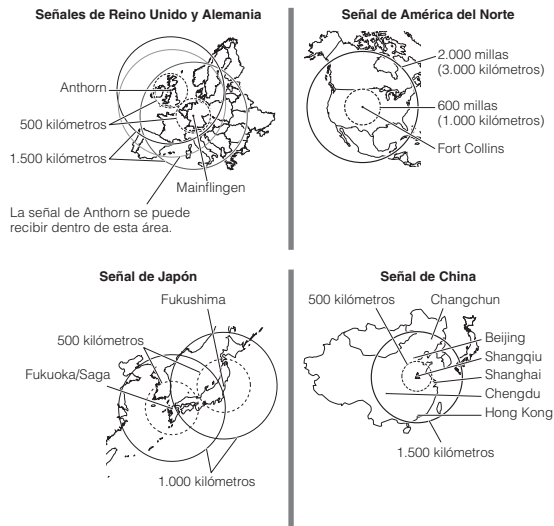 Señales de Reino Unido y Alemania
Anthorn
500 kilómetros
1.500 kilómetros
Mainflingen
La señal de Anthorn se puede
recibir dentro de esta área.
Señal de América del Norte
2.000 millas
(3.000 kilómetros)
600 millas
(1.000 kilómetros)
Fort Collins
Señal de Japón
Fukushima
500 kilómetros
Fukuoka/Saga
1.000 kilómetros
Señal de China
500 kilómetros
Changchun
Beijing
Shangqiu
Shanghai
Chengdu
Hong Kong
1.500 kilómetros